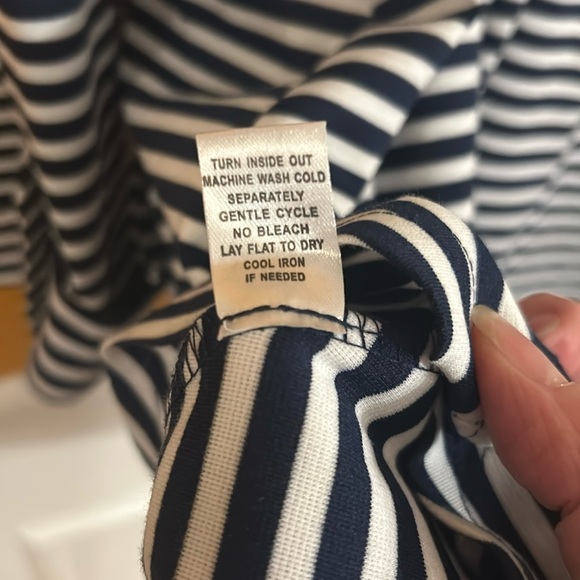 TURN INSIDE OUT
MACHINE WASH COLD
SEPARATELY
GENTLE CYCLE
NO BLEACH
LAY FLAT TO DRY
COOL IRON
IF NEEDED